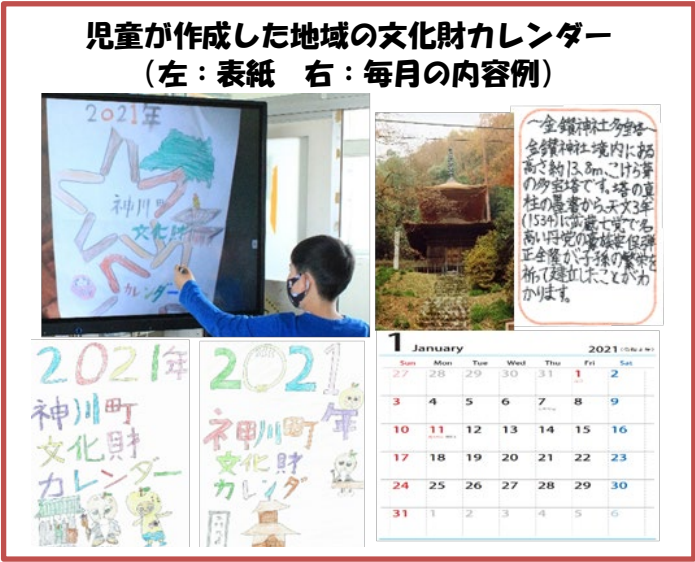 児童が作成した地域の文化財カレンダー
（左：表紙　右：毎月の内容例）
2021年
神川町
文化財
カレンダー
～金鑚神社多宝塔～
金鑚神社境内にある
高さ約13.8m、こけら葺
の多宝塔です。塔の真
柱の墨書から、天文3年
(1534)に武蔵七党で名
高い丹党の豪族安保弾
正全隆が、子孫の繁栄を
祈って建立したことがわ
かります。
2021年
神川町
文化財
カレンダー
2021
年
神川町
文化財
カレンダ
1 January 2021
Sun Mon Tue Wed Thu Fri Sat
27 28 29 30 31 1 2
3 4 5 6 7 8 9
10 11 12 13 14 15 16
17 18 19 20 21 22 23
24 25 26 27 28 29 30
31 1 2 3 4 5 6